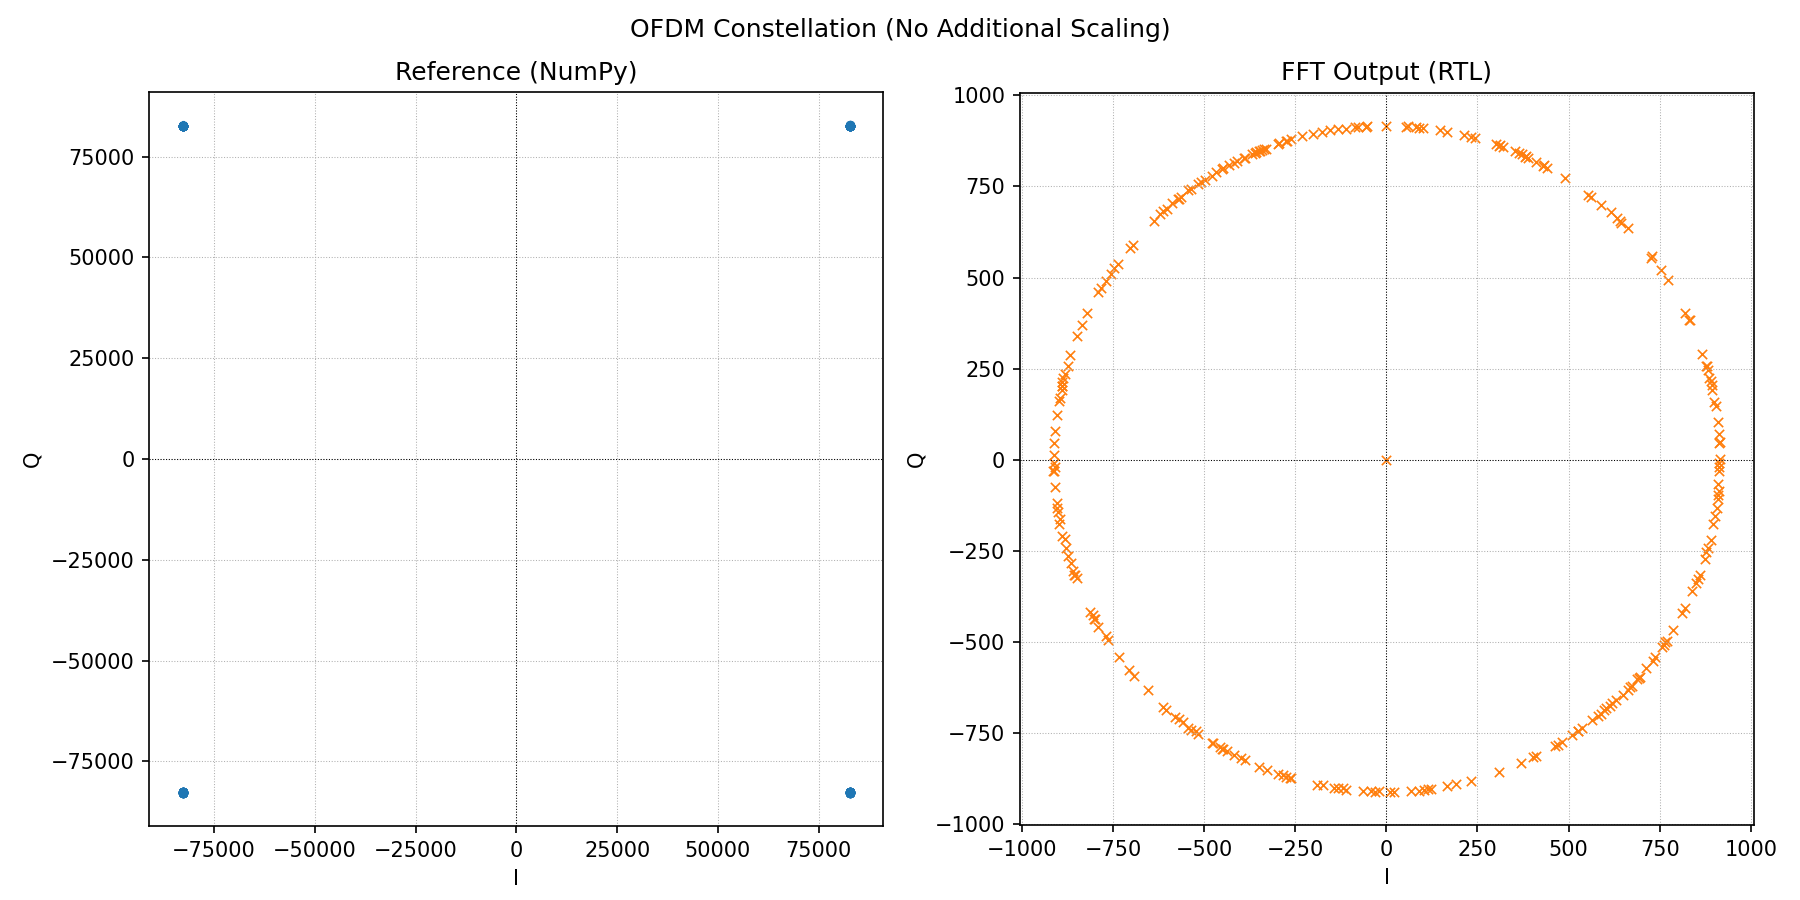 OFDM Constellation (No Additional Scaling)
Reference (NumPy)
Q
75000
50000
25000
0
−25000
−50000
−75000
−75000 −50000 −25000 0 25000 50000 75000
I
FFT Output (RTL)
Q
1000
750
500
250
0
−250
−500
−750
−1000
−1000 −750 −500 −250 0 250 500 750 1000
I